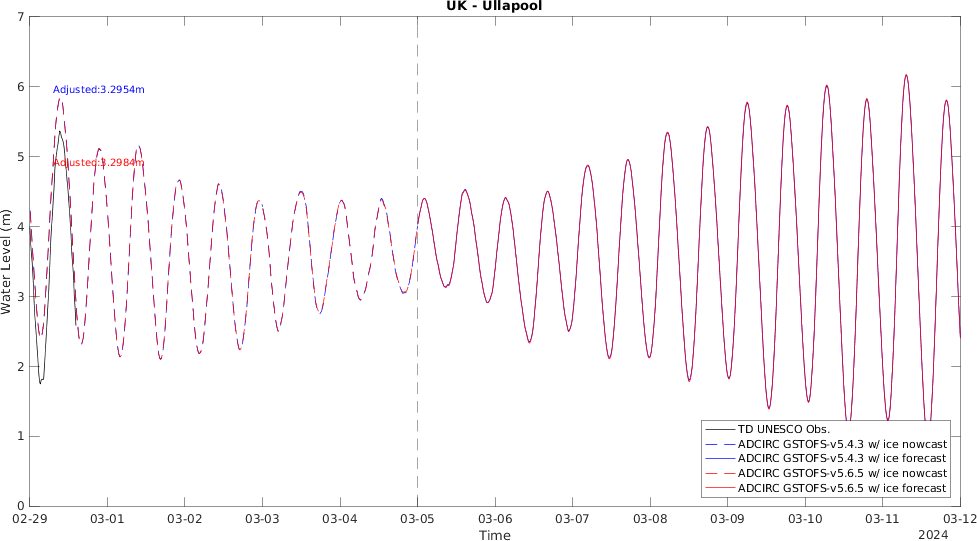 UK - Ullapool
7
6
5
4
3
2
1
0
Water Level (m)
Adjusted:3.2954m
Adjusted:3.2984m
TD UNESCO Obs.
ADCIRC GSTOFS-v5.4.3 w/ ice nowcast
ADCIRC GSTOFS-v5.4.3 w/ ice forecast
ADCIRC GSTOFS-v5.6.5 w/ ice nowcast
ADCIRC GSTOFS-v5.6.5 w/ ice forecast
02-29 03-01 03-02 03-03 03-04 03-05 03-06 03-07 03-08 03-09 03-10 03-11 03-12
Time
2024